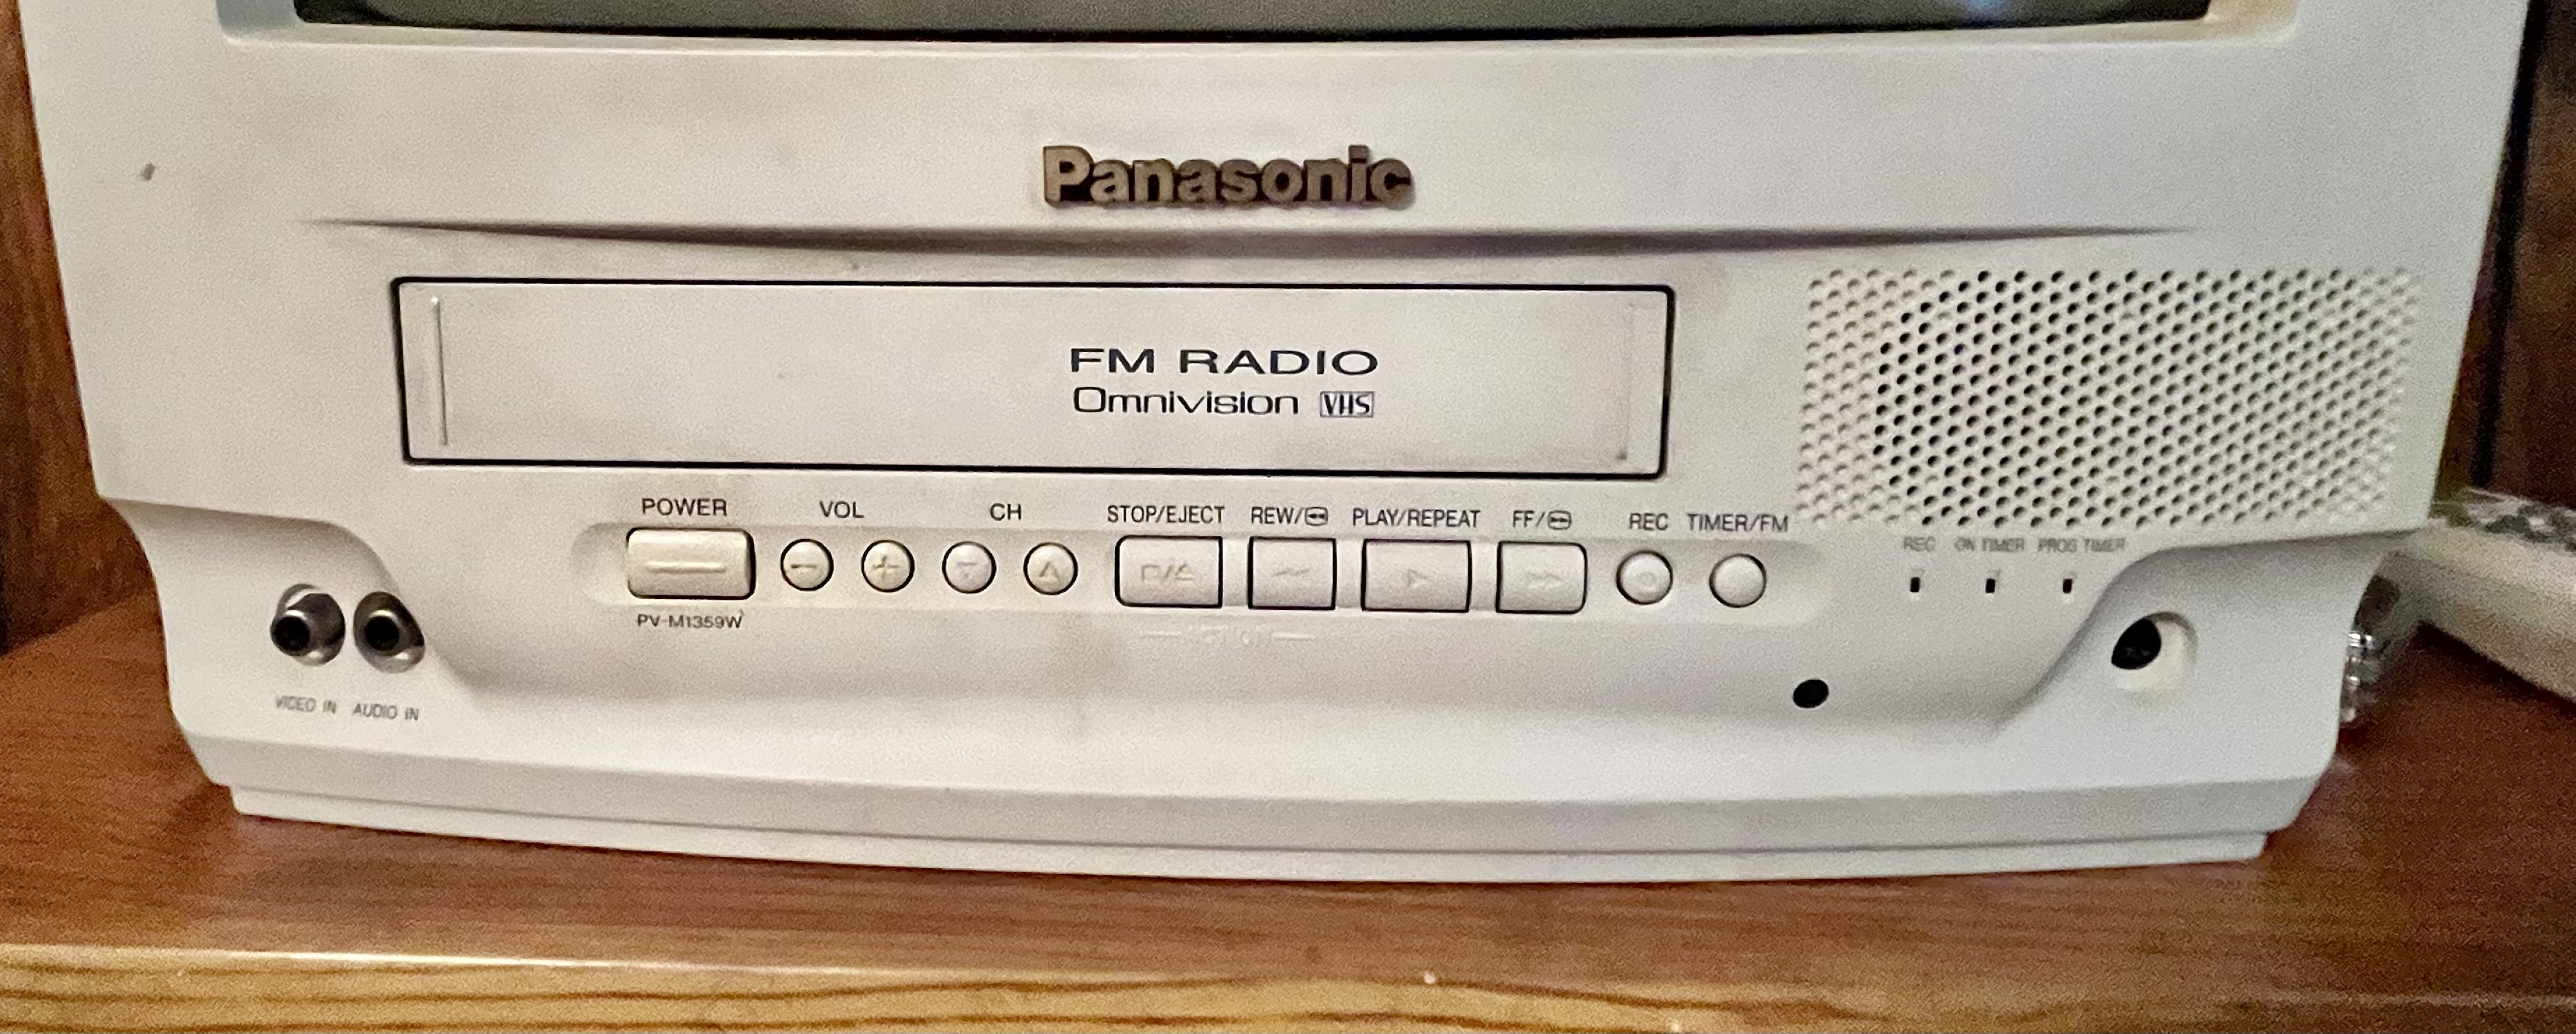 Panasonic
FM RADIO
Omnivision VHS
POWER VOL CH STOP/EJECT REW/ PLAY/REPEAT FF/ REC TIMER/FM
REC ON TIMER PROG TIMER
PV-M1359W
VIDEO IN AUDIO IN